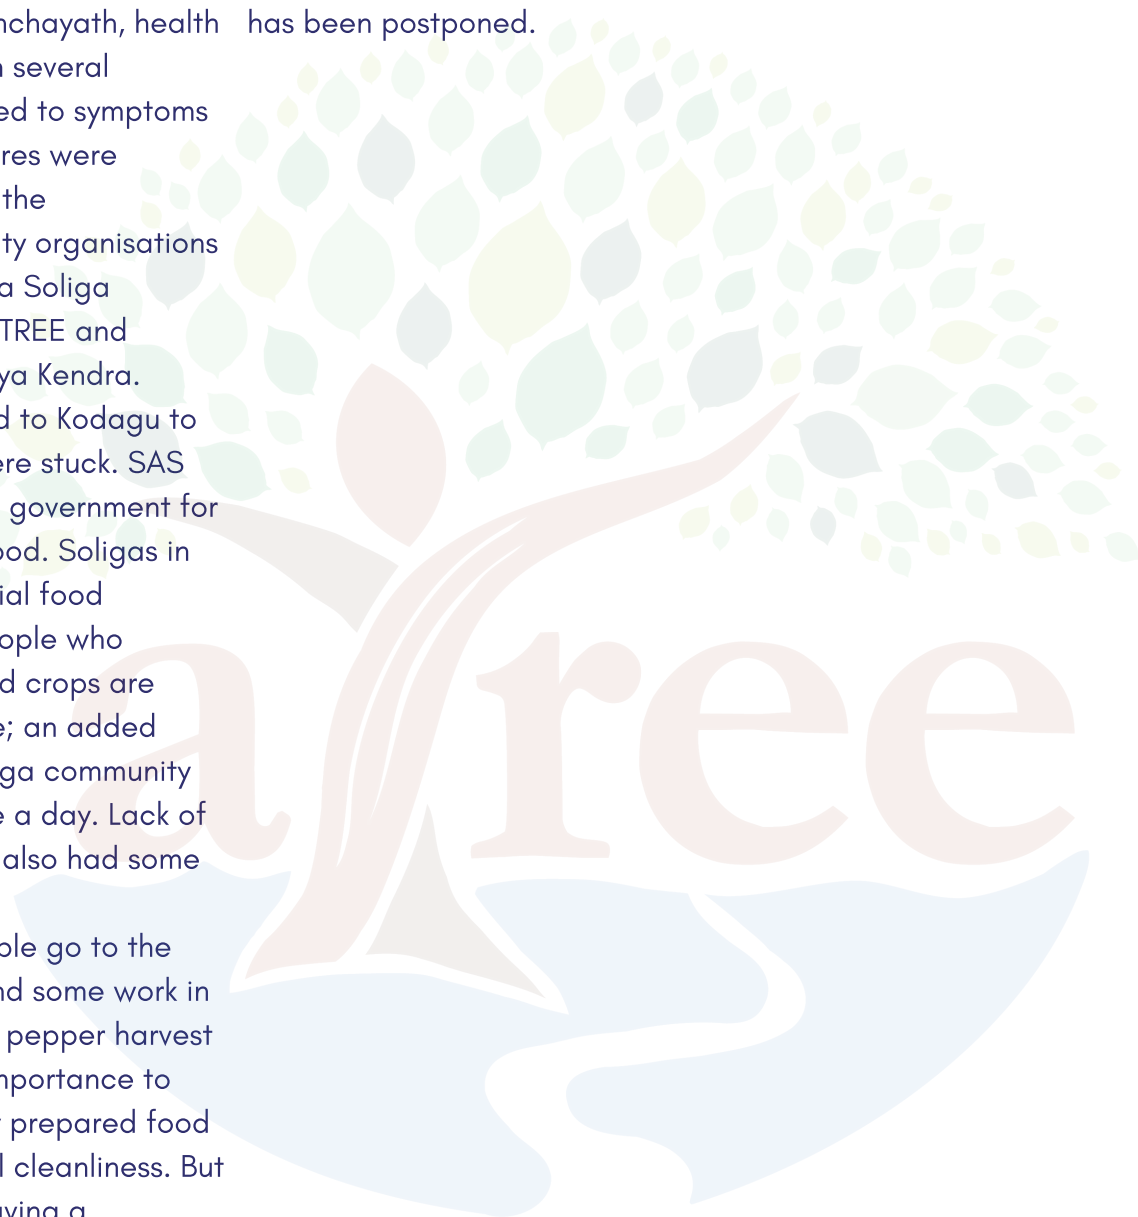 nchayath, health
n several
ed to symptoms
res were
the
ty organisations
a Soliga
TREE and
ya Kendra.
d to Kodagu to
ere stuck. SAS
government for
ood. Soligas in
ial food
ople who
d crops are
e; an added
ga community
e a day. Lack of
also had some
ple go to the
nd some work in
pepper harvest
mportance to
prepared food
l cleanliness. But
aving a
has been postponed.
atree